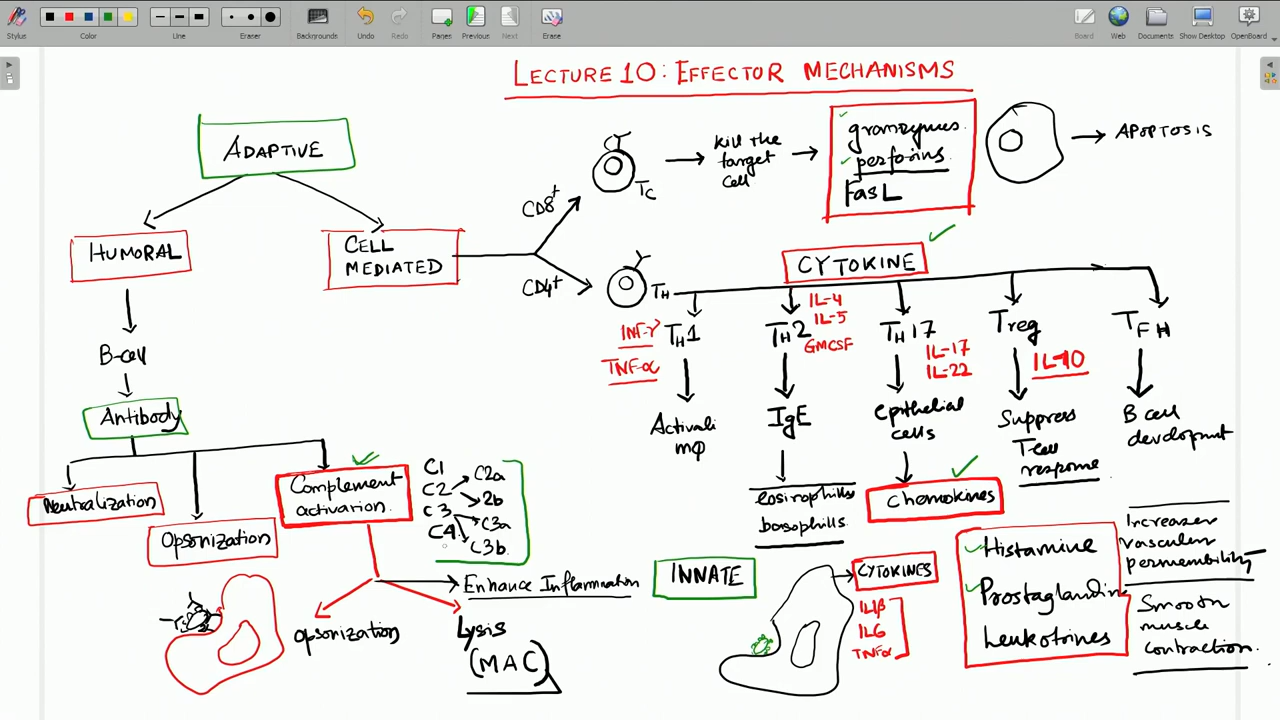 Stylus
Color
Line
Eraser
Backgrounds
Undo
Redo
Pages
Previous
Next
Erase
Board
Web
Documents
Show Desktop
OpenBoard
LECTURE 10: EFFECTOR MECHANISMS
ADAPTIVE
HUMORAL
CELL
MEDIATED
CD8+
CD4+
TC
Kill the
target
cell
granzymes
perforins
FasL
APOPTOSIS
CYTOKINE
TH
INF-γ
TNF-α
TH1
Activate
mφ
TH2
IL-4
IL-5
GMCSF
IgE
eosinophills
basophills
TH17
IL-17
IL-22
epithelial
cells
chemokines
Treg
IL-10
Suppress
T cell
response
TFH
B cell
development
B-cell
Antibody
Neutralization
Opsonization
Complement
activation
C1
C2
C2a
2b
C3
C3a
C3b
C4
Enhance Inflammation
opsonization
Lysis
(MAC)
INNATE
CYTOKINES
IL1β
IL6
TNFα
Histamine
Prostaglandin
Leukotrines
Increases
vascular
permeability
Smooth
muscle
contraction